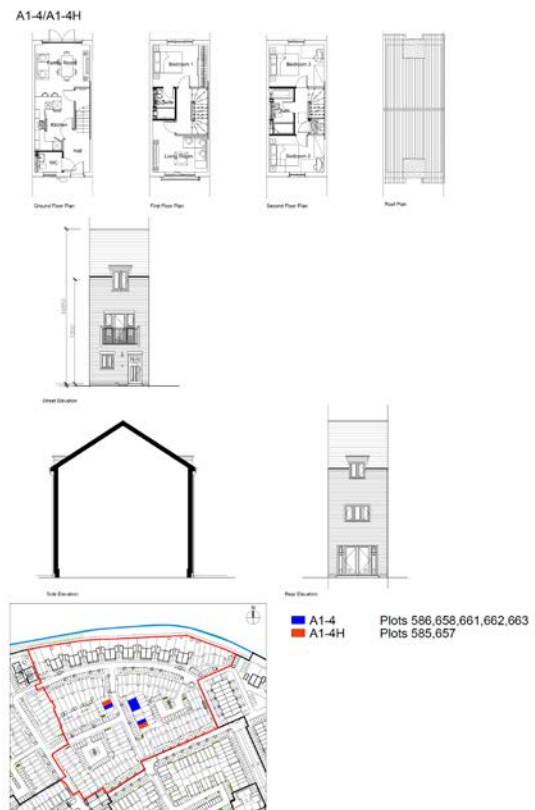 A1-4/A1-4H
Family Room
Kitchen
Hall
WC
Ground Floor Plan
Bedroom 1
Living Room
First Floor Plan
Bedroom 3
Bedroom 2
Second Floor Plan
Roof Plan
Street Elevation
Side Elevation
Rear Elevation
A1-4 Plots 586,658,661,662,663
A1-4H Plots 585,657